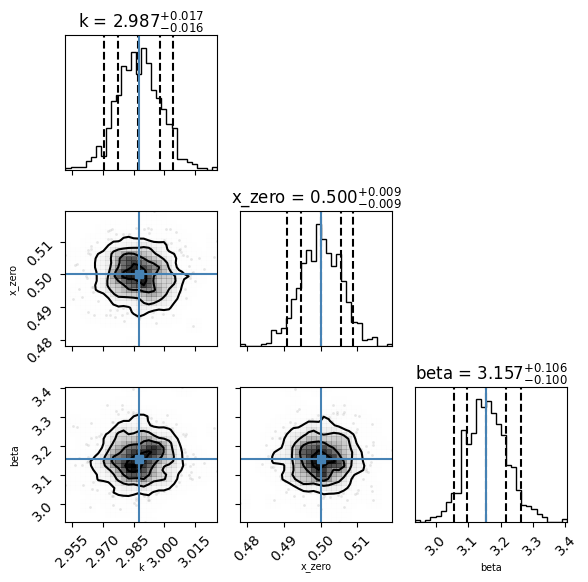 k = 2.987+0.017 −0.016
x_zero = 0.500+0.009 −0.009
x_zero
0.51
0.50
0.49
0.48
beta = 3.157+0.106 −0.100
beta
3.4
3.3
3.2
3.1
3.0
2.955 2.970 2.985 3.000 3.015
k
0.48 0.49 0.50 0.51
x_zero
3.0 3.1 3.2 3.3 3.4
beta